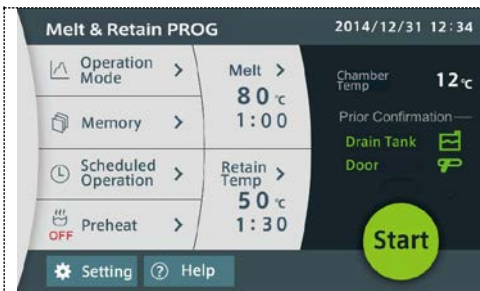 Melt & Retain PROG
2014/12/31 12:34
Operation
Mode >
Memory >
Scheduled
Operation >
OFF Preheat >
Melt >
80 ℃
1:00
Retain
Temp >
50 ℃
1:30
Chamber
Temp 12℃
Prior Confirmation
Drain Tank
Door
Start
Setting
? Help